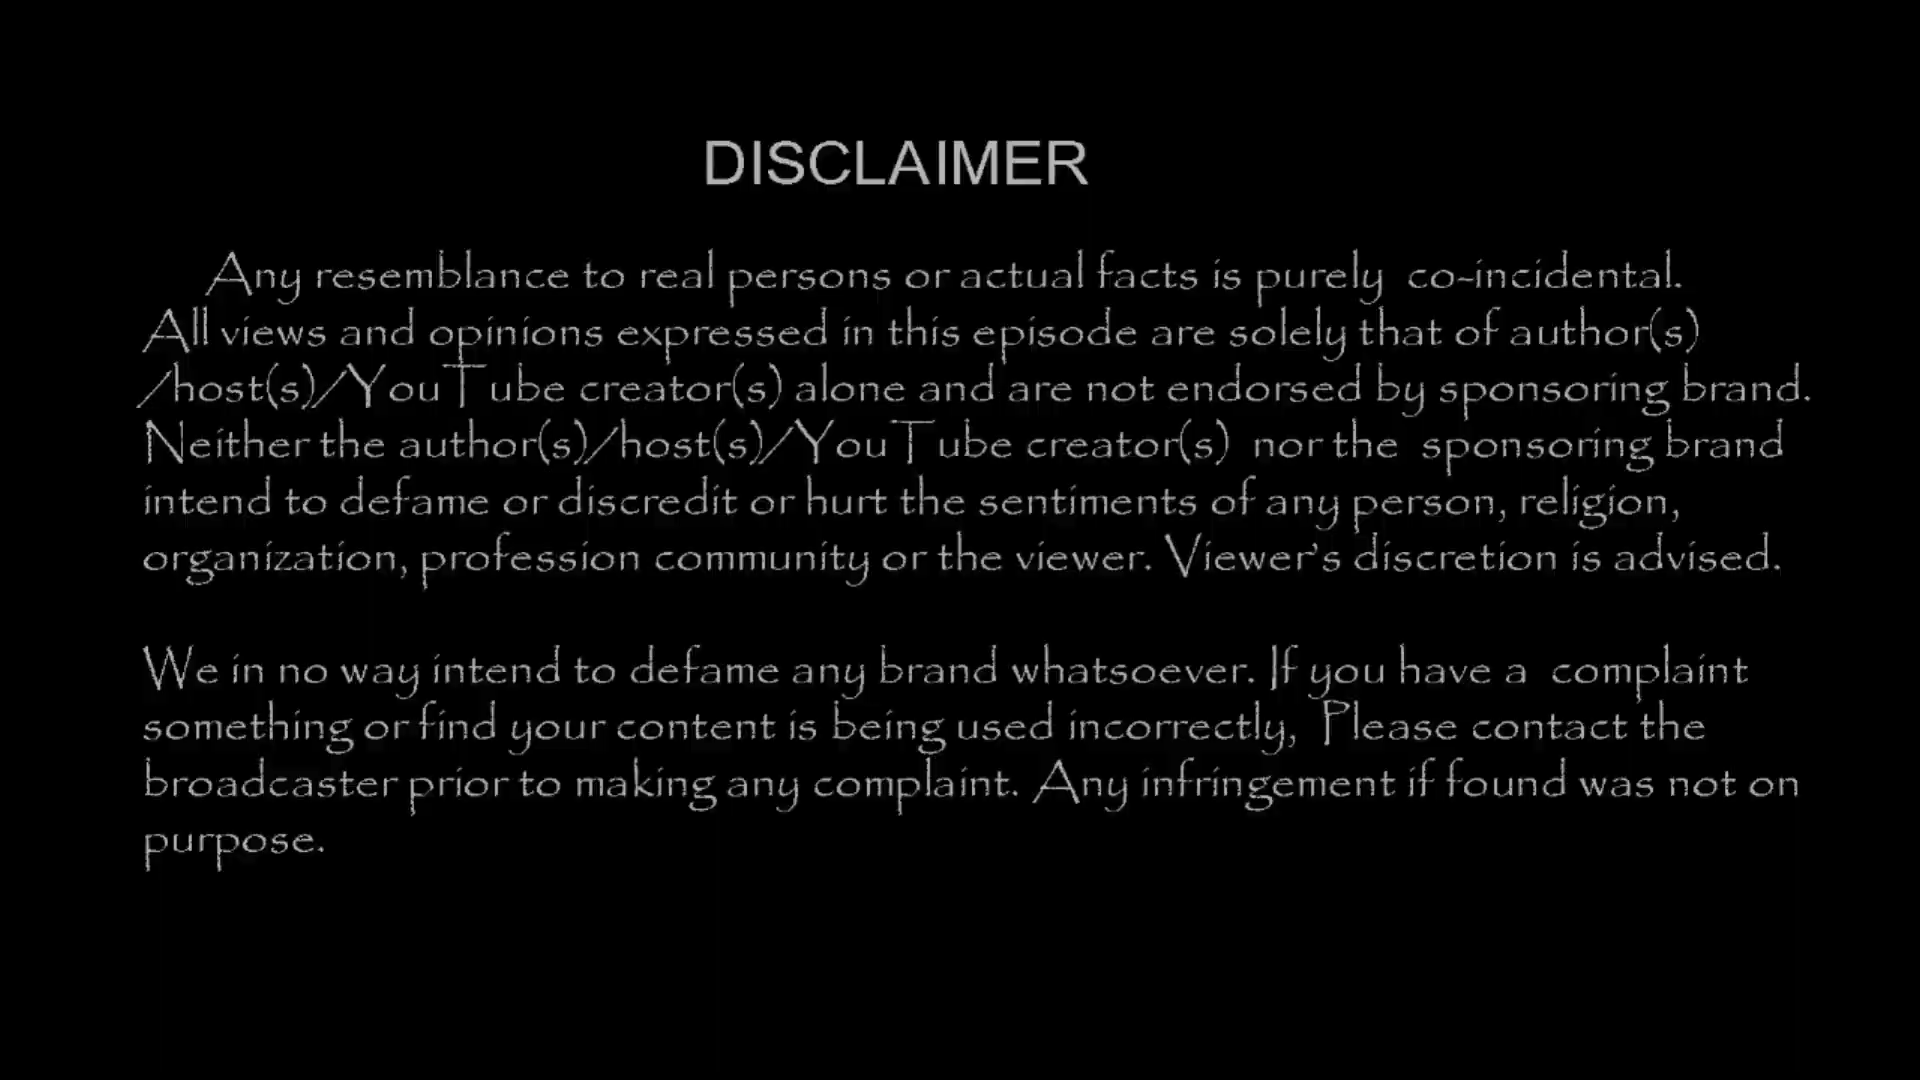 DISCLAIMER
Any resemblance to real persons or actual facts is purely co-incidental.
All views and opinions expressed in this episode are solely that of author(s)
/host(s)/YouTube creator(s) alone and are not endorsed by sponsoring brand.
Neither the author(s)/host(s)/YouTube creator(s) nor the sponsoring brand
intend to defame or discredit or hurt the sentiments of any person, religion,
organization, profession community or the viewer. Viewer's discretion is advised.
We in no way intend to defame any brand whatsoever. If you have a complaint
something or find your content is being used incorrectly, Please contact the
broadcaster prior to making any complaint. Any infringement if found was not on
purpose.